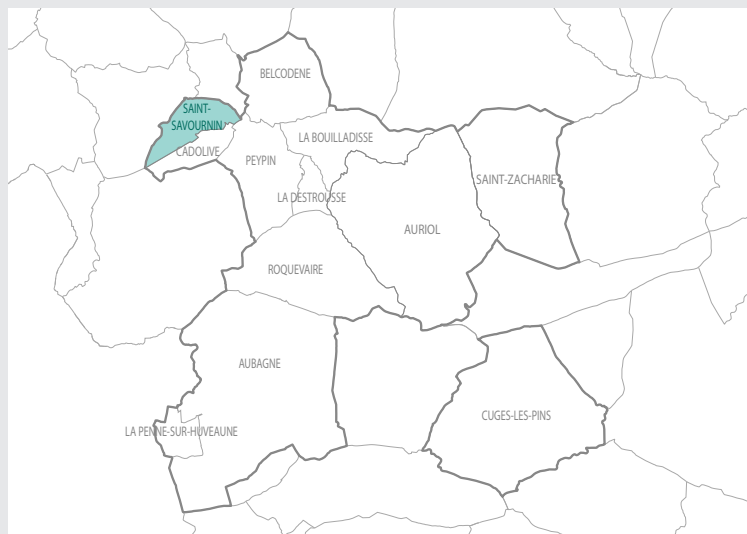 BELCODENE
SAINT-
SAVOURNIN
LA BOUILLADISSE
CADOLIVE
PEYPIN
SAINT-ZACHARIE
LA DESTROUSSE
AURIOL
ROQUEVAIRE
AUBAGNE
CUGES-LES-PINS
LA PENNE-SUR-HUVEAUNE